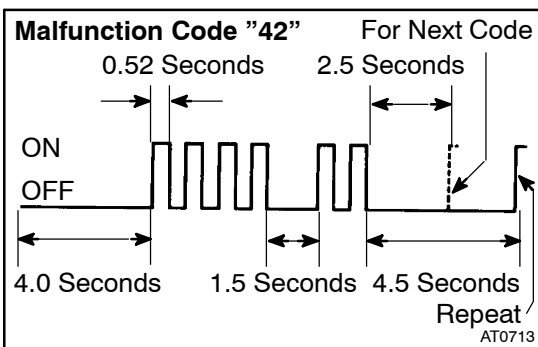 Malfunction Code ”42”
For Next Code
0.52 Seconds
2.5 Seconds
ON
OFF
4.0 Seconds
1.5 Seconds
4.5 Seconds
Repeat
AT0713